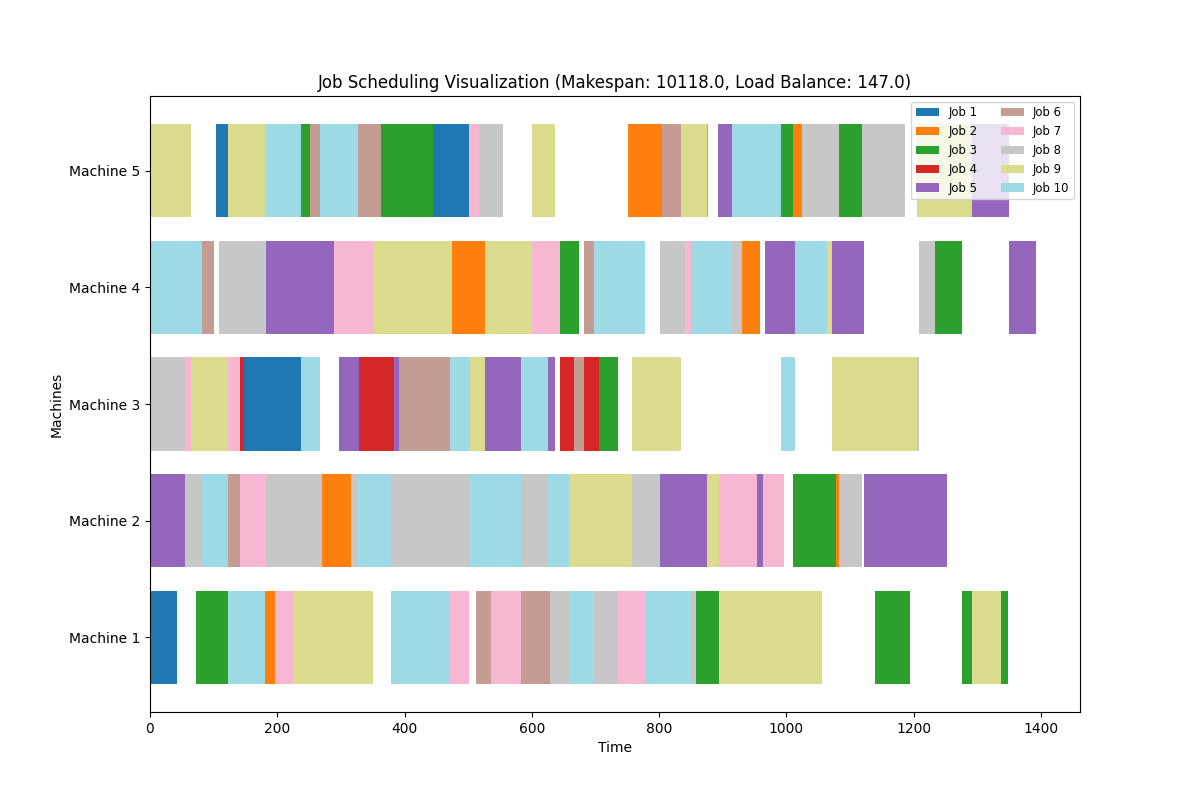 Job Scheduling Visualization (Makespan: 10118.0, Load Balance: 147.0)
Job 1 Job 6
Job 2 Job 7
Job 3 Job 8
Job 4 Job 9
Job 5 Job 10
Machine 5
Machine 4
Machine 3
Machine 2
Machine 1
Machines
0 200 400 600 800 1000 1200 1400
Time